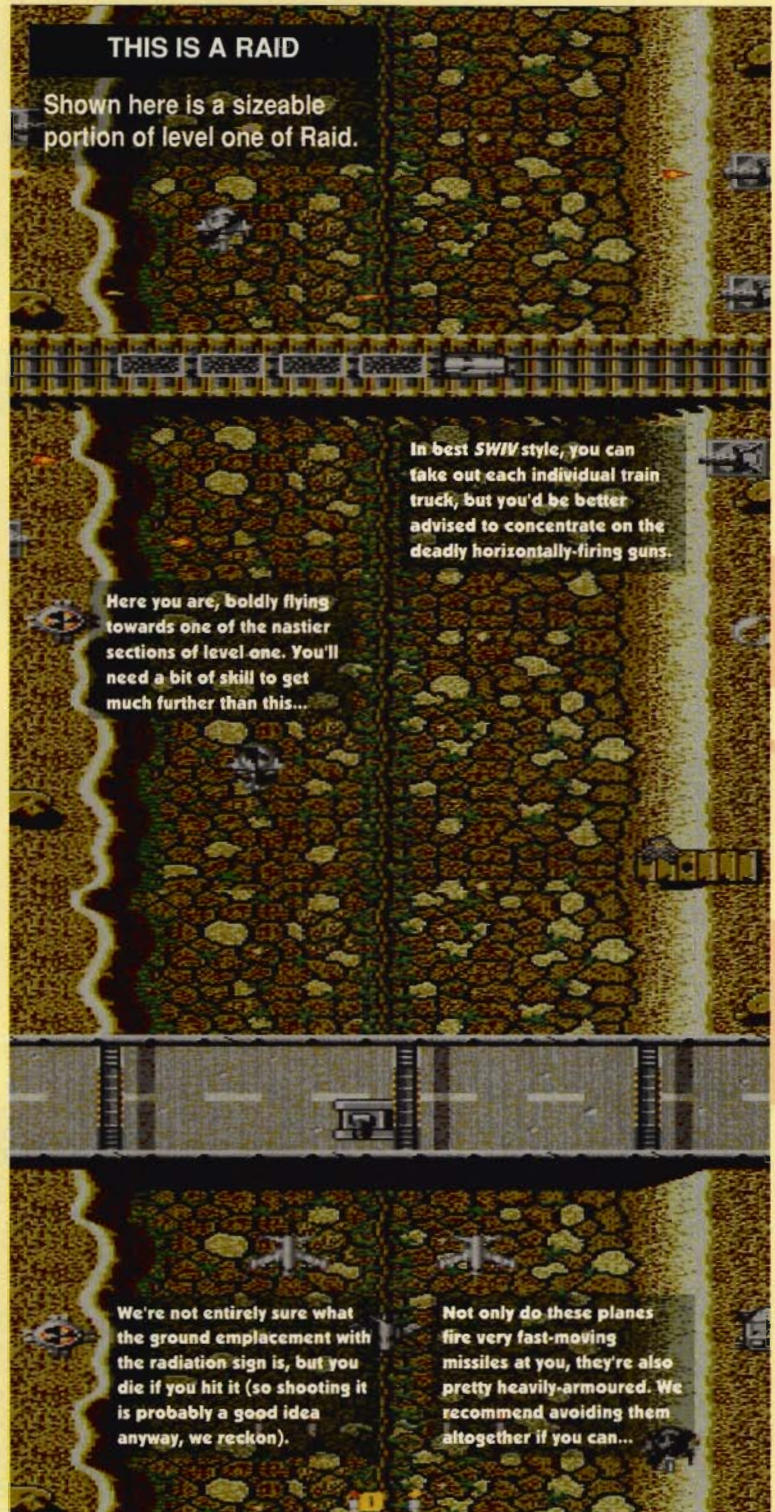 THIS IS A RAID
Shown here is a sizeable
portion of level one of Raid.
In best SWIV style, you can
take out each individual train
truck, but you'd be better
advised to concentrate on the
deadly horizontally-firing guns.
Here you are, boldly flying
towards one of the nastier
sections of level one. You'll
need a bit of skill to get
much further than this...
We're not entirely sure what
the ground emplacement with
the radiation sign is, but you
die if you hit it (so shooting it
is probably a good idea
anyway, we reckon).
Not only do these planes
fire very fast-moving
missiles at you, they're also
pretty heavily-armoured. We
recommend avoiding them
altogether if you can...